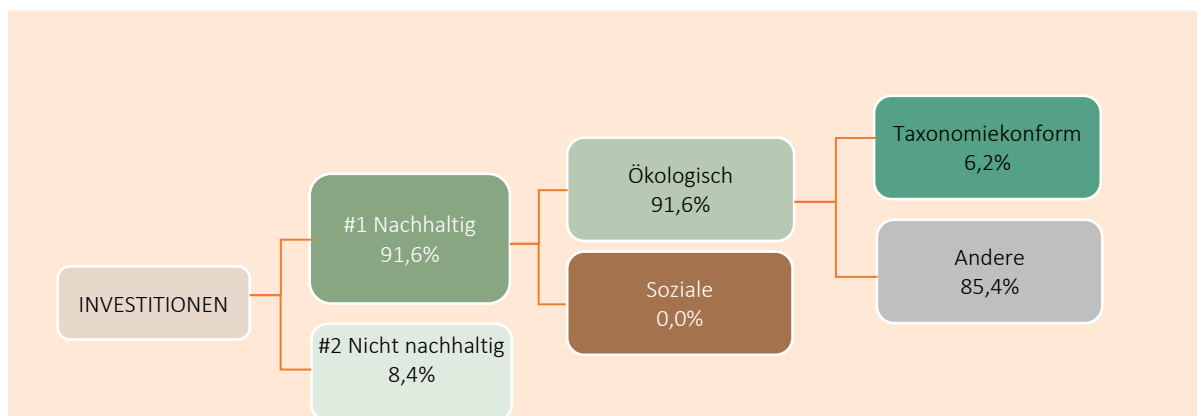 INVESTITIONEN
#1 Nachhaltig
91,6%
#2 Nicht nachhaltig
8,4%
Ökologisch
91,6%
Soziale
0,0%
Taxonomiekonform
6,2%
Andere
85,4%